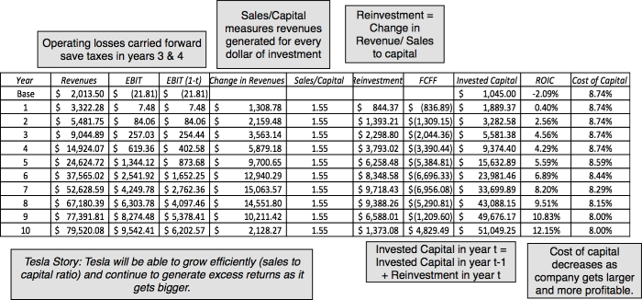 Operating losses carried forward
save taxes in years 3 & 4
Sales/Capital
measures revenues
generated for every
dollar of investment
Reinvestment =
Change in
Revenue/ Sales
to capital
Year Revenues EBIT EBIT (1-t) Change in Revenues Sales/Capital Reinvestment FCFF Invested Capital ROIC Cost of Capital
Base $ 2,013.50 $ (21.81) $ (21.81) $ 1,045.00 -2.09% 8.74%
1 $ 3,322.28 $ 7.48 $ 7.48 $ 1,308.78 1.55 $ 844.37 $ (836.89) $ 1,889.37 0.40% 8.74%
2 $ 5,481.75 $ 84.06 $ 84.06 $ 2,159.48 1.55 $ 1,393.21 $(1,309.15) $ 3,282.58 2.56% 8.74%
3 $ 9,044.89 $ 257.03 $ 254.44 $ 3,563.14 1.55 $ 2,298.80 $(2,044.36) $ 5,581.38 4.56% 8.74%
4 $ 14,924.07 $ 619.36 $ 402.58 $ 5,879.18 1.55 $ 3,793.02 $(3,390.44) $ 9,374.40 4.29% 8.74%
5 $ 24,624.72 $ 1,344.12 $ 873.68 $ 9,700.65 1.55 $ 6,258.48 $(5,384.81) $ 15,632.89 5.59% 8.59%
6 $ 37,565.02 $ 2,541.92 $ 1,652.25 $ 12,940.29 1.55 $ 8,348.58 $(6,696.33) $ 23,981.46 6.89% 8.44%
7 $ 52,628.59 $ 4,249.78 $ 2,762.36 $ 15,063.57 1.55 $ 9,718.43 $(6,956.08) $ 33,699.89 8.20% 8.29%
8 $ 67,180.39 $ 6,303.78 $ 4,097.46 $ 14,551.80 1.55 $ 9,388.26 $(5,290.81) $ 43,088.15 9.51% 8.15%
9 $ 77,391.81 $ 8,274.48 $ 5,378.41 $ 10,211.42 1.55 $ 6,588.01 $(1,209.60) $ 49,676.17 10.83% 8.00%
10 $ 79,520.08 $ 9,542.41 $ 6,202.57 $ 2,128.27 1.55 $ 1,373.08 $ 4,829.49 $ 51,049.25 12.15% 8.00%
Tesla Story: Tesla will be able to grow efficiently (sales to
capital ratio) and continue to generate excess returns as it
gets bigger.
Invested Capital in year t =
Invested Capital in year t-1
+ Reinvestment in year t
Cost of capital
decreases as
company gets larger
and more profitable.